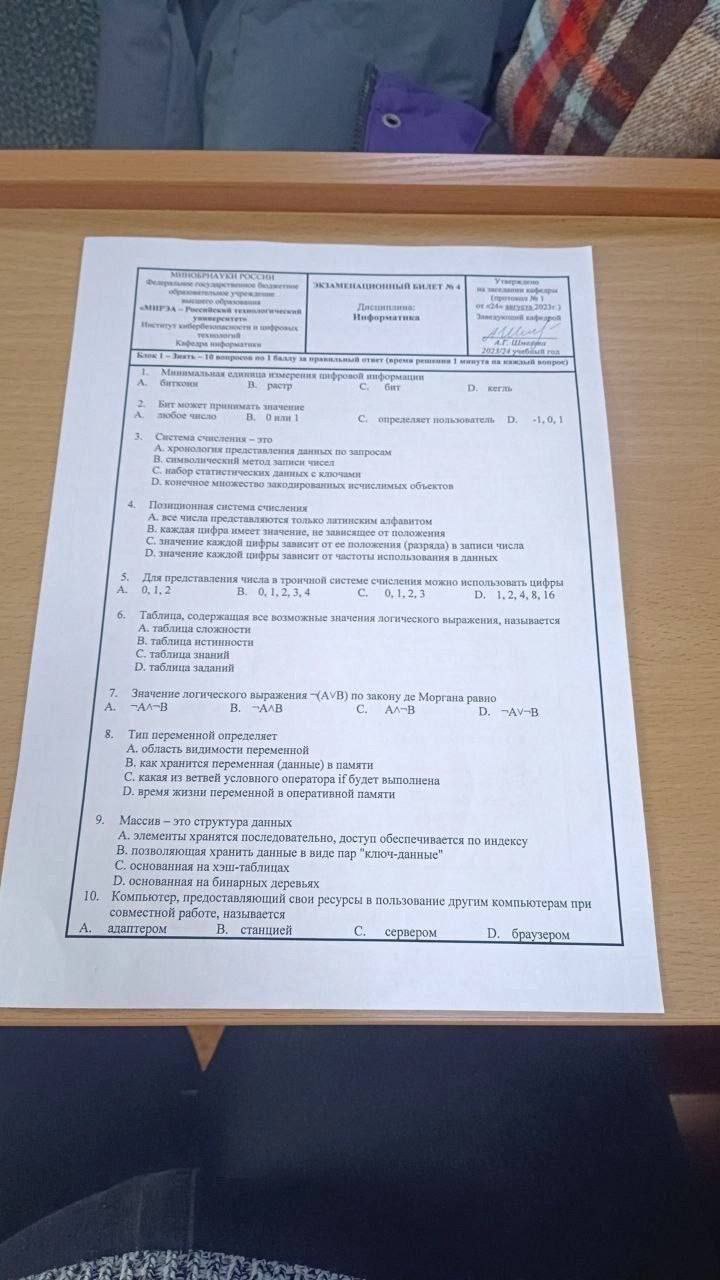 МИНОБРНАУКИ РОССИИ
Федеральное государственное бюджетное
образовательное учреждение
высшего образования
«МИРЭА – Российский технологический
университет»
Институт кибербезопасности и цифровых
технологий
Кафедра информатики
ЭКЗАМЕНАЦИОННЫЙ БИЛЕТ № 4
Дисциплина:
Информатика
Утверждено
на заседании кафедры
(протокол № 1
от «24» августа 2023г.)
Заведующий кафедрой
А.Г. Шмелева
2023/24 учебный год
Блок 1 – Знать – 10 вопросов по 1 баллу за правильный ответ (время решения 1 минута на каждый вопрос)
1. Минимальная единица измерения цифровой информации
A. биткоин B. растр C. бит D. кегль
2. Бит может принимать значение
A. любое число B. 0 или 1 C. определяет пользователь D. -1, 0, 1
3. Система счисления – это
A. хронология представления данных по запросам
B. символический метод записи чисел
C. набор статистических данных с ключами
D. конечное множество закодированных исчислимых объектов
4. Позиционная система счисления
A. все числа представляются только латинским алфавитом
B. каждая цифра имеет значение, не зависящее от положения
C. значение каждой цифры зависит от ее положения (разряда) в записи числа
D. значение каждой цифры зависит от частоты использования в данных
5. Для представления числа в троичной системе счисления можно использовать цифры
A. 0, 1, 2 B. 0, 1, 2, 3, 4 C. 0, 1, 2, 3 D. 1, 2, 4, 8, 16
6. Таблица, содержащая все возможные значения логического выражения, называется
A. таблица сложности
B. таблица истинности
C. таблица знаний
D. таблица заданий
7. Значение логического выражения ¬(A∨B) по закону де Моргана равно
A. ¬A∧¬B B. ¬A∧B C. A∧¬B D. ¬A∨¬B
8. Тип переменной определяет
A. область видимости переменной
B. как хранится переменная (данные) в памяти
C. какая из ветвей условного оператора if будет выполнена
D. время жизни переменной в оперативной памяти
9. Массив – это структура данных
A. элементы хранятся последовательно, доступ обеспечивается по индексу
B. позволяющая хранить данные в виде пар "ключ-данные"
C. основанная на хэш-таблицах
D. основанная на бинарных деревьях
10. Компьютер, предоставляющий свои ресурсы в пользование другим компьютерам при
совместной работе, называется
A. адаптером B. станцией C. сервером D. браузером